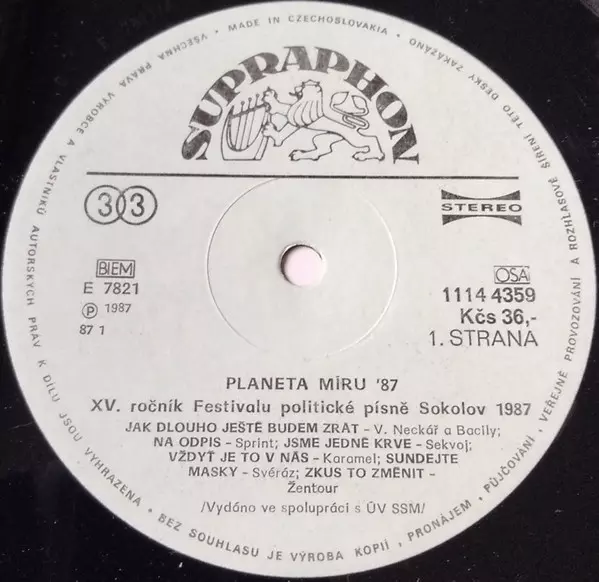 MADE IN CZECHOSLOVAKIA • VŠECHNA PRÁVA VÝROBCE A VLASTNÍKŮ AUTORSKÝCH PRÁV K DÍLU JSOU VYHRAZENA • BEZ SOUHLASU JE VÝROBA KOPIÍ, PRONÁJEM, PŮJČOVÁNÍ, VEŘEJNÉ PROVOZOVÁNÍ A ROZHLASOVÉ ŠÍŘENÍ TÉTO DESKY ZAKÁZÁNO
SUPRAPHON
33
STEREO
BIEM
OSA
E 7821
1114 4359
Ⓟ 1987
Kčs 36,-
87 1
1. STRANA
PLANETA MÍRU '87
XV. ročník Festivalu politické písně Sokolov 1987
JAK DLOUHO JEŠTĚ BUDEM ZRÁT - V. Neckář a Bacily;
NA ODPIS - Sprint; JSME JEDNÉ KRVE - Sekvoj;
VŽDYŤ JE TO V NÁS - Karamel; SUNDEJTE
MASKY - Svéráz; ZKUS TO ZMĚNIT -
Žentour
/Vydáno ve spolupráci s ÚV SSM/